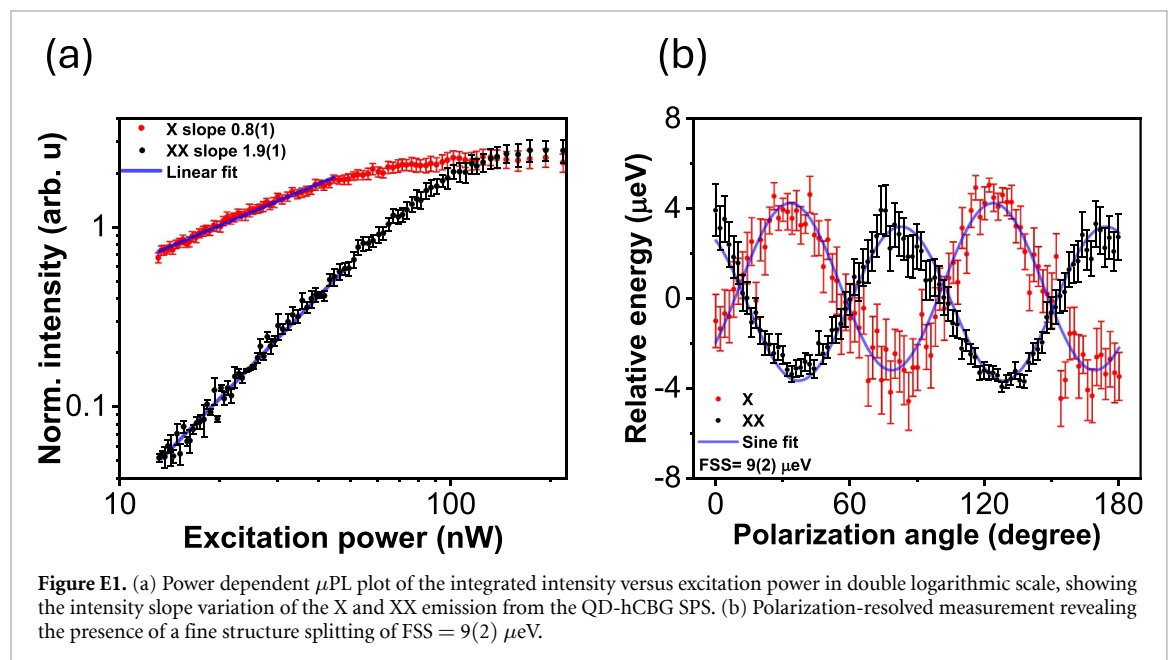 (a)
X slope 0.8(1)
XX slope 1.9(1)
Linear fit
1
0.1
10
100
Norm. intensity (arb. u)
Excitation power (nW)
(b)
8
4
0
-4
-8
X
XX
Sine fit
FSS= 9(2) μeV
0
60
120
180
Relative energy (μeV)
Polarization angle (degree)
Figure E1. (a) Power dependent μPL plot of the integrated intensity versus excitation power in double logarithmic scale, showing
the intensity slope variation of the X and XX emission from the QD-hCBG SPS. (b) Polarization-resolved measurement revealing
the presence of a fine structure splitting of FSS = 9(2) μeV.